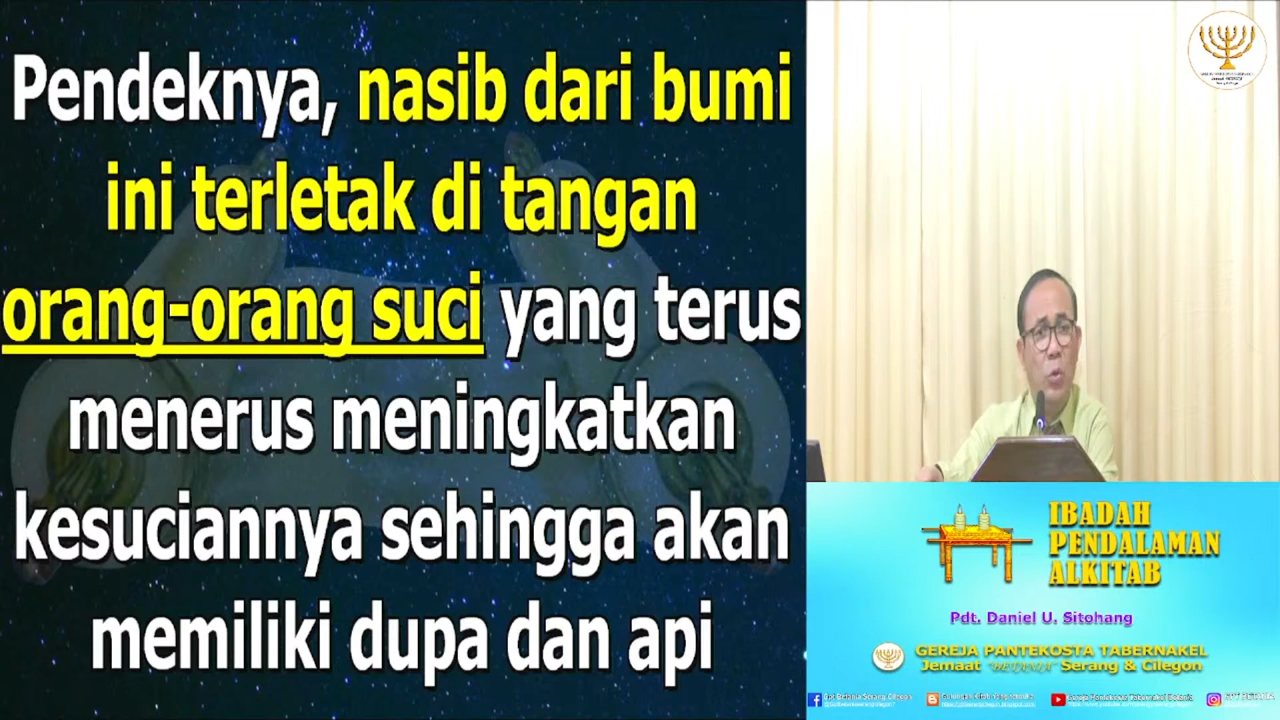 Pendeknya, nasib dari bumi
ini terletak di tangan
orang-orang suci yang terus
menerus meningkatkan
kesuciannya sehingga akan
memiliki dupa dan api
IBADAH
PENDALAMAN
ALKITAB
Pdt. Daniel U. Sitohang
GEREJA PANTEKOSTA TABERNAKEL
Jemaat "BETANIA" Serang & Cilegon